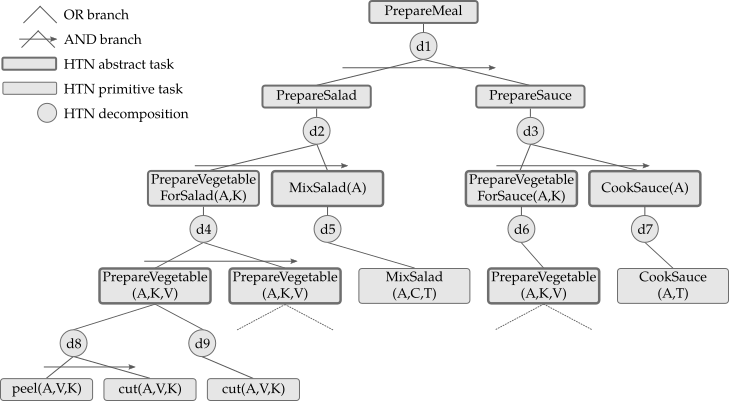 PrepareMeal
OR branch
AND branch
d1
HTN abstract task
HTN primitive task
PrepareSalad
PrepareSauce
HTN decomposition
d2
d3
PrepareVegetable
ForSalad(A,K)
MixSalad(A)
PrepareVegetable
ForSauce(A,K)
CookSauce(A)
d4
d5
d6
d7
PrepareVegetable
(A,K,V)
PrepareVegetable
(A,K,V)
MixSalad
(A,C,T)
PrepareVegetable
(A,K,V)
CookSauce
(A,T)
d8
d9
peel(A,V,K)
cut(A,V,K)
cut(A,V,K)